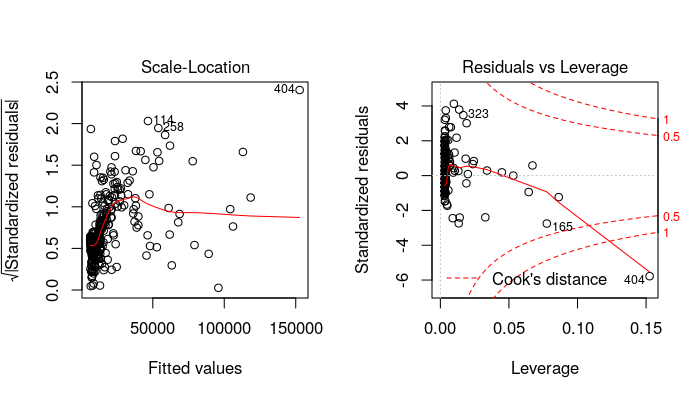 Scale-Location
√|Standardized residuals|
0.0 0.5 1.0 1.5 2.0 2.5
404
114
258
50000 100000 150000
Fitted values
Residuals vs Leverage
Standardized residuals
4
2
0
-2
-4
-6
323
1
0.5
0.5
1
165
404
Cook's distance
0.00 0.05 0.10 0.15
Leverage